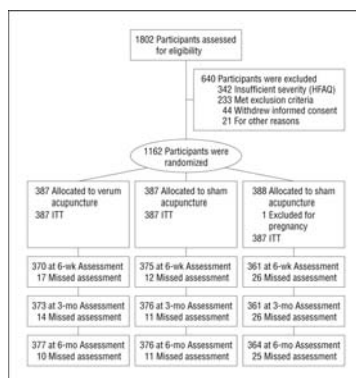 1802 Participants assessed
for eligibility
640 Participants were excluded
342 Insufficient severity (HFAQ)
233 Met exclusion criteria
44 Withdrew informed consent
21 For other reasons
1162 Participants were
randomized
387 Allocated to verum
acupuncture
387 ITT
387 Allocated to sham
acupuncture
387 ITT
388 Allocated to sham
acupuncture
1 Excluded for
pregnancy
387 ITT
370 at 6-wk Assessment
17 Missed assessment
375 at 6-wk Assessment
12 Missed assessment
361 at 6-wk Assessment
26 Missed assessment
373 at 3-mo Assessment
14 Missed assessment
376 at 3-mo Assessment
11 Missed assessment
361 at 3-mo Assessment
26 Missed assessment
377 at 6-mo Assessment
10 Missed assessment
376 at 6-mo Assessment
11 Missed assessment
364 at 6-mo Assessment
25 Missed assessment